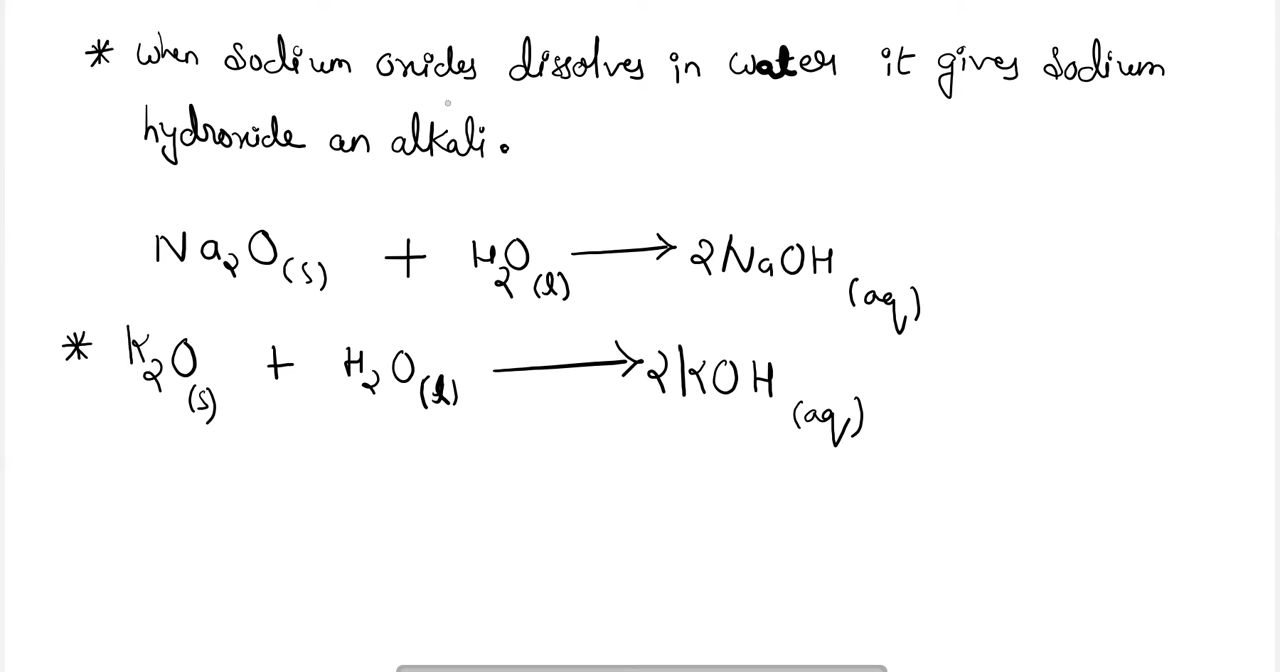 * When Sodium oxides dissolves in water it gives Sodium
hydroxide an alkali.
Na₂O(s) + H₂O(l) ⟶ 2NaOH(aq)
* K₂O(s) + H₂O(l) ⟶ 2KOH(aq)